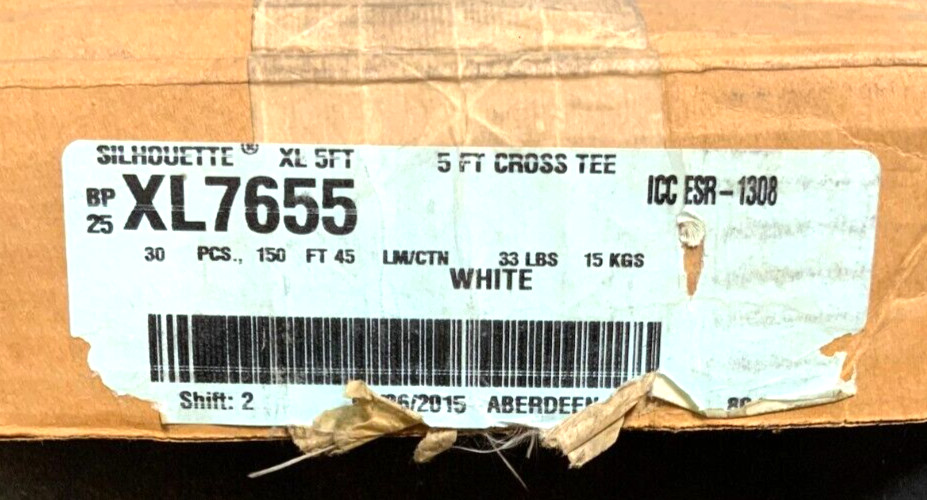 SILHOUETTE® XL 5FT 5 FT CROSS TEE
BP 25 XL7655 ICC ESR-1308
30 PCS., 150 FT 45 LM/CTN 33 LBS 15 KGS
WHITE
Shift: 2 6/2015 ABERDEEN